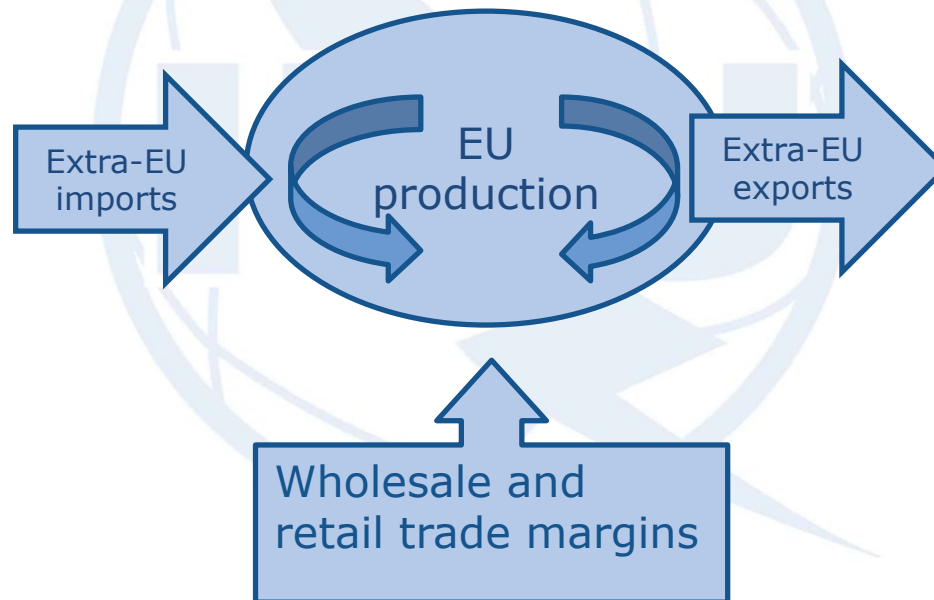 Extra-EU
imports
EU
production
Extra-EU
exports
Wholesale and
retail trade margins